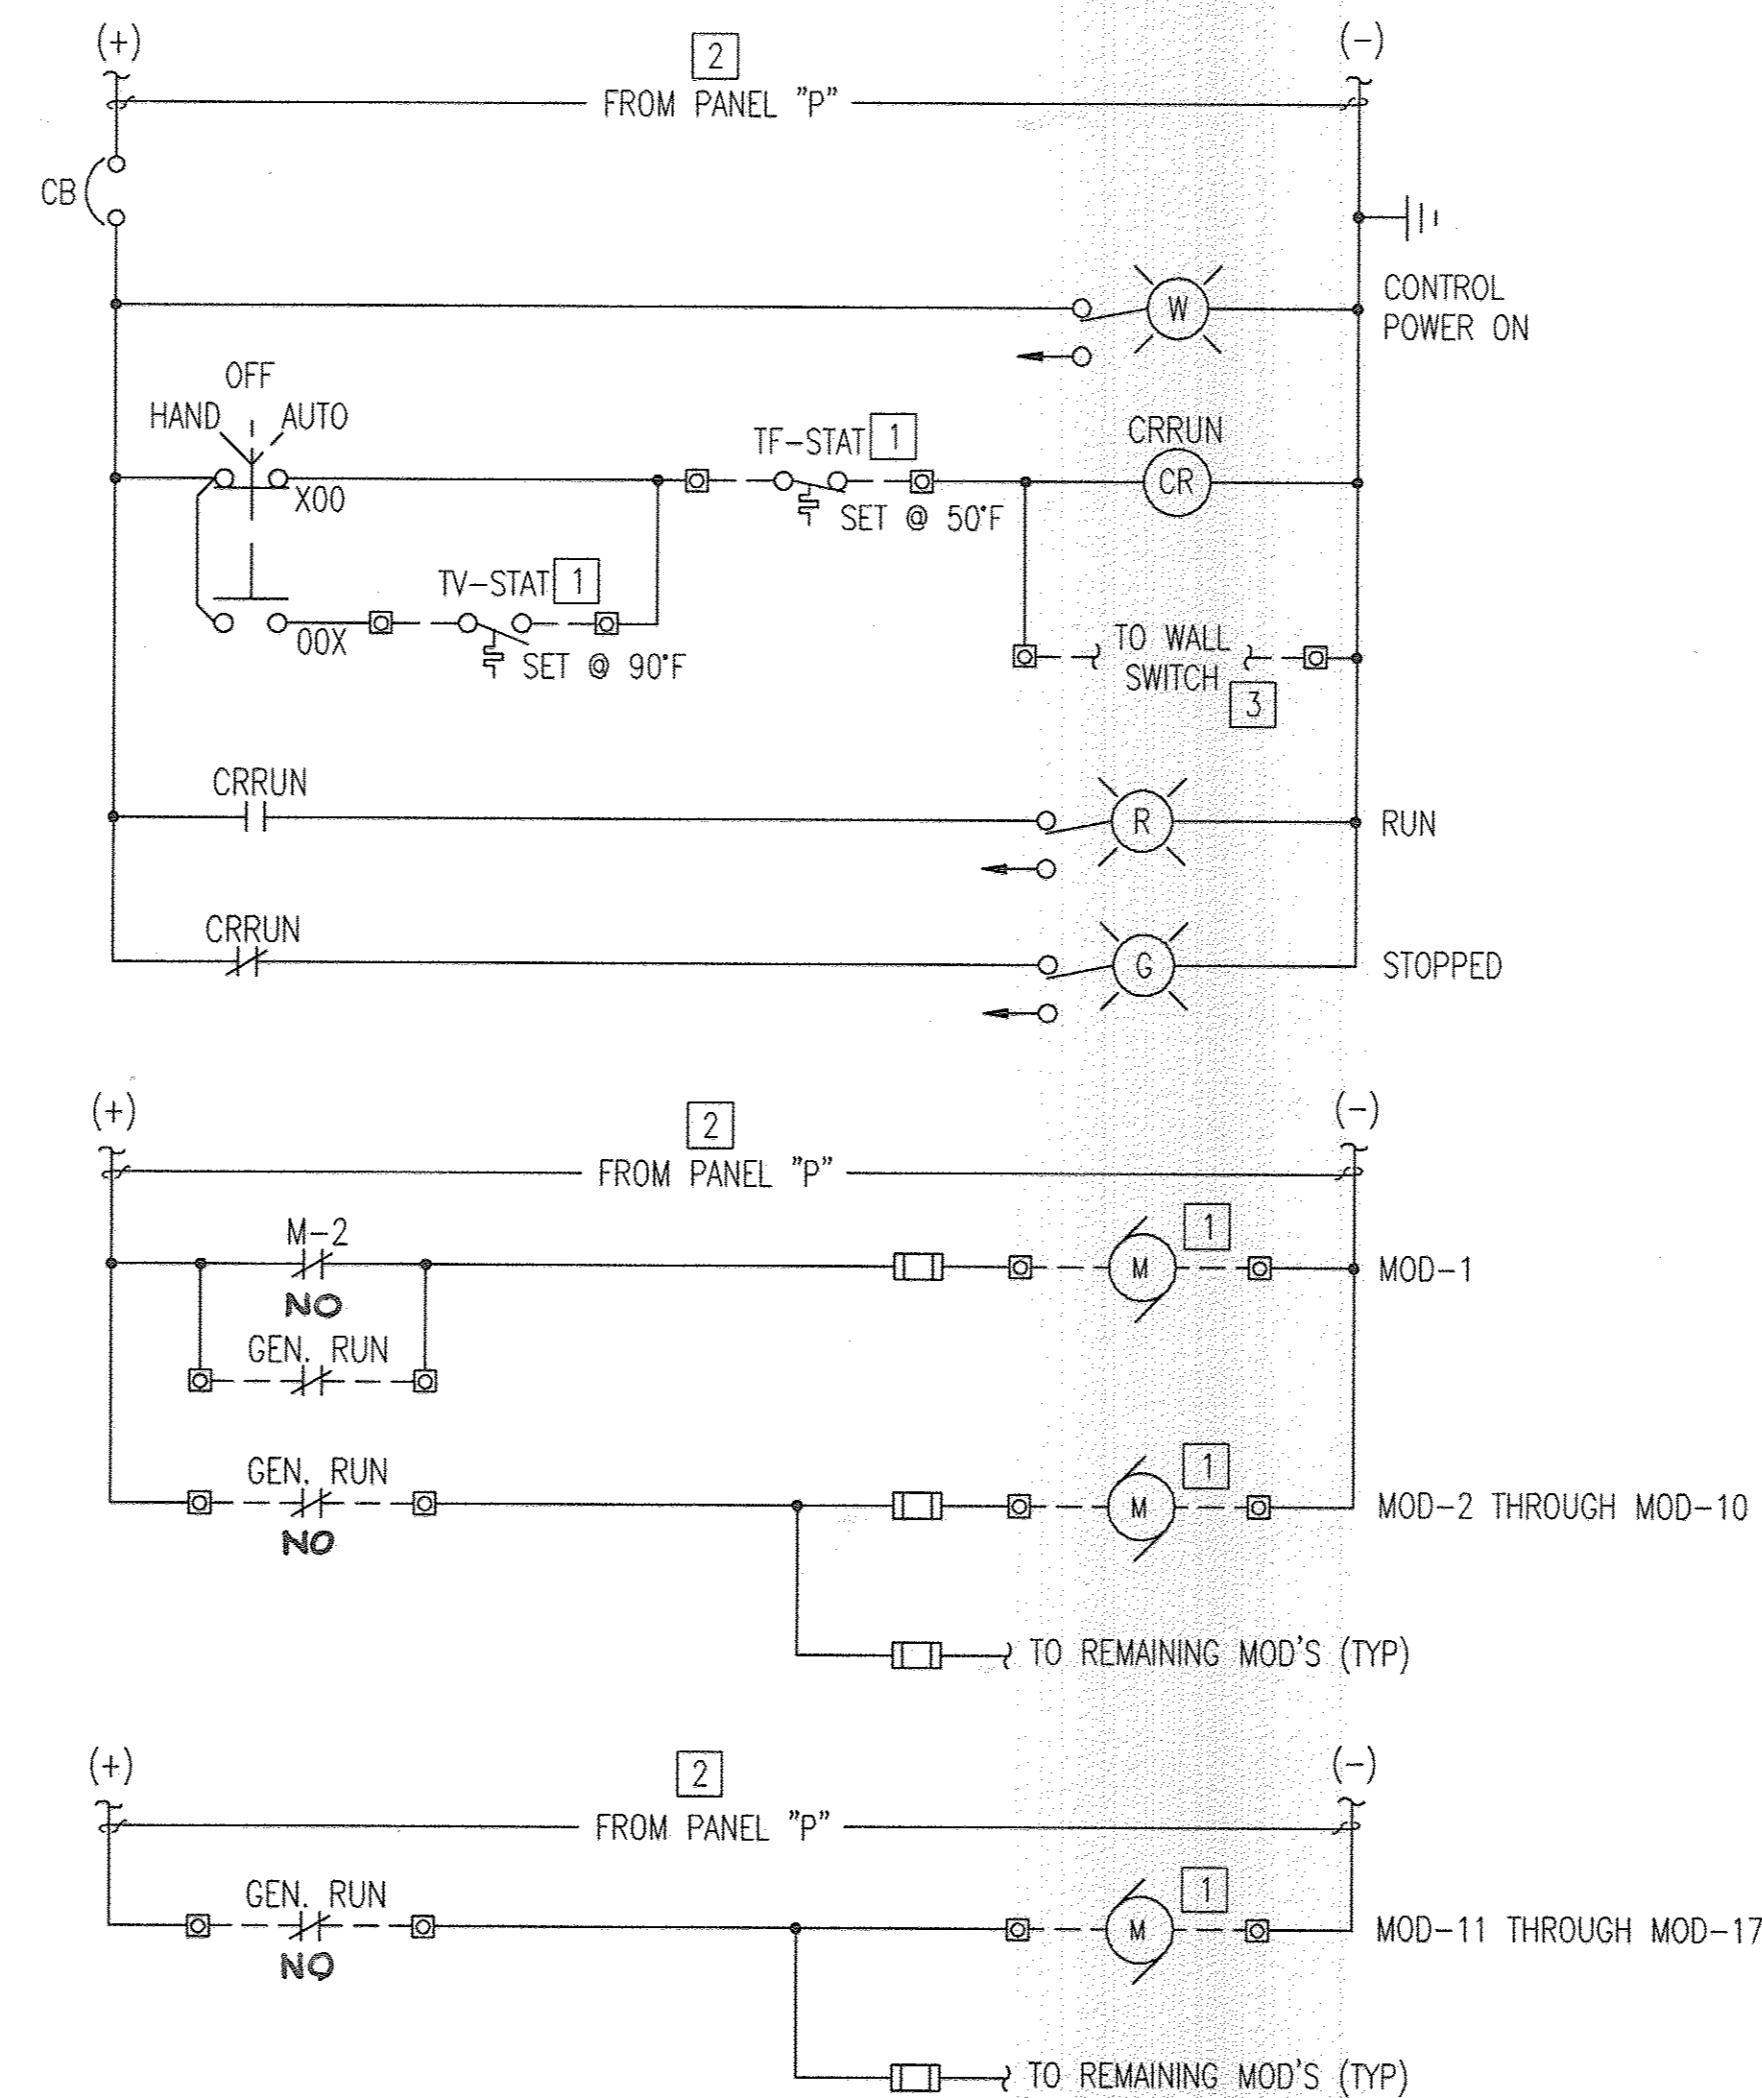 (+) (-)
2
FROM PANEL "P"
CB
W
CONTROL
POWER ON
OFF
HAND AUTO
X00
TF-STAT 1
SET @ 50°F
CRRUN
CR
TV-STAT 1
00X
SET @ 90°F
TO WALL
SWITCH
3
CRRUN
R
RUN
CRRUN
G
STOPPED
(+) (-)
2
FROM PANEL "P"
M-2
NO
1
M
MOD-1
GEN. RUN
GEN. RUN
NO
1
M
MOD-2 THROUGH MOD-10
TO REMAINING MOD'S (TYP)
(+) (-)
2
FROM PANEL "P"
GEN. RUN
NO
1
M
MOD-11 THROUGH MOD-17
TO REMAINING MOD'S (TYP)